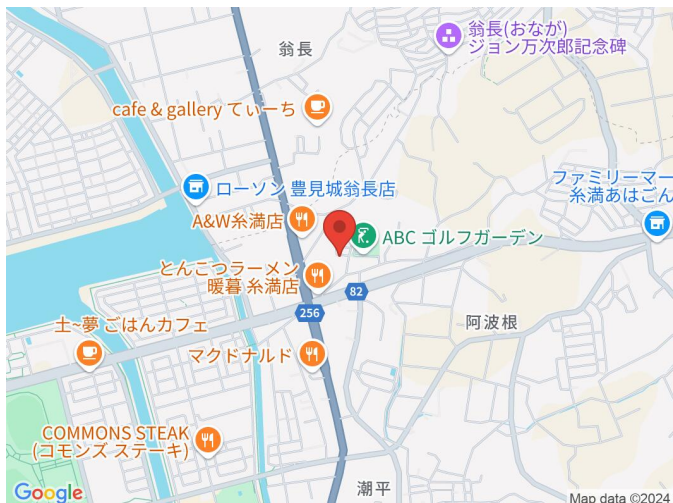 翁長(おなが)
ジョン万次郎記念碑
翁長
cafe & gallery てぃーち
ローソン 豊見城翁長店
ファミリーマー
糸満あはごん
A&W糸満店
ABC ゴルフガーデン
とんこつラーメン
暖暮 糸満店
82
256
土~夢 ごはんカフェ
阿波根
マクドナルド
COMMONS STEAK
(コモンズ ステーキ)
潮平
Google
Map data ©2024